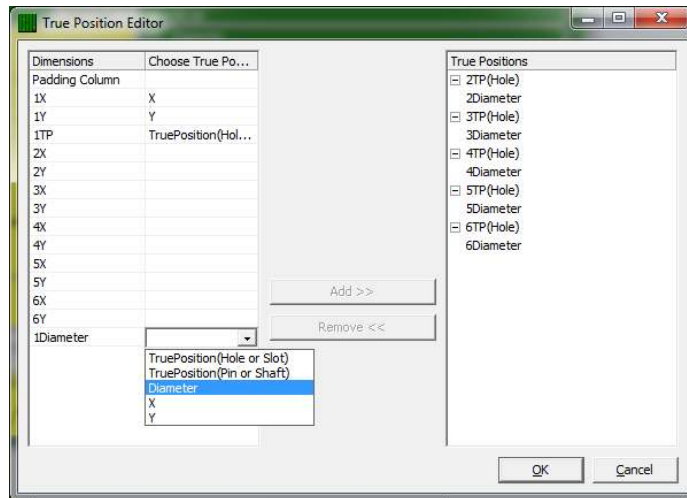 True Position Editor
Dimensions Choose True Po...
Padding Column
1X X
1Y Y
1TP TruePosition(Hol...
2X
2Y
3X
3Y
4X
4Y
5X
5Y
6X
6Y
1Diameter
TruePosition(Hole or Slot)
TruePosition(Pin or Shaft)
Diameter
X
Y
Add >>
Remove <<
True Positions
2TP(Hole)
2Diameter
3TP(Hole)
3Diameter
4TP(Hole)
4Diameter
5TP(Hole)
5Diameter
6TP(Hole)
6Diameter
OK Cancel